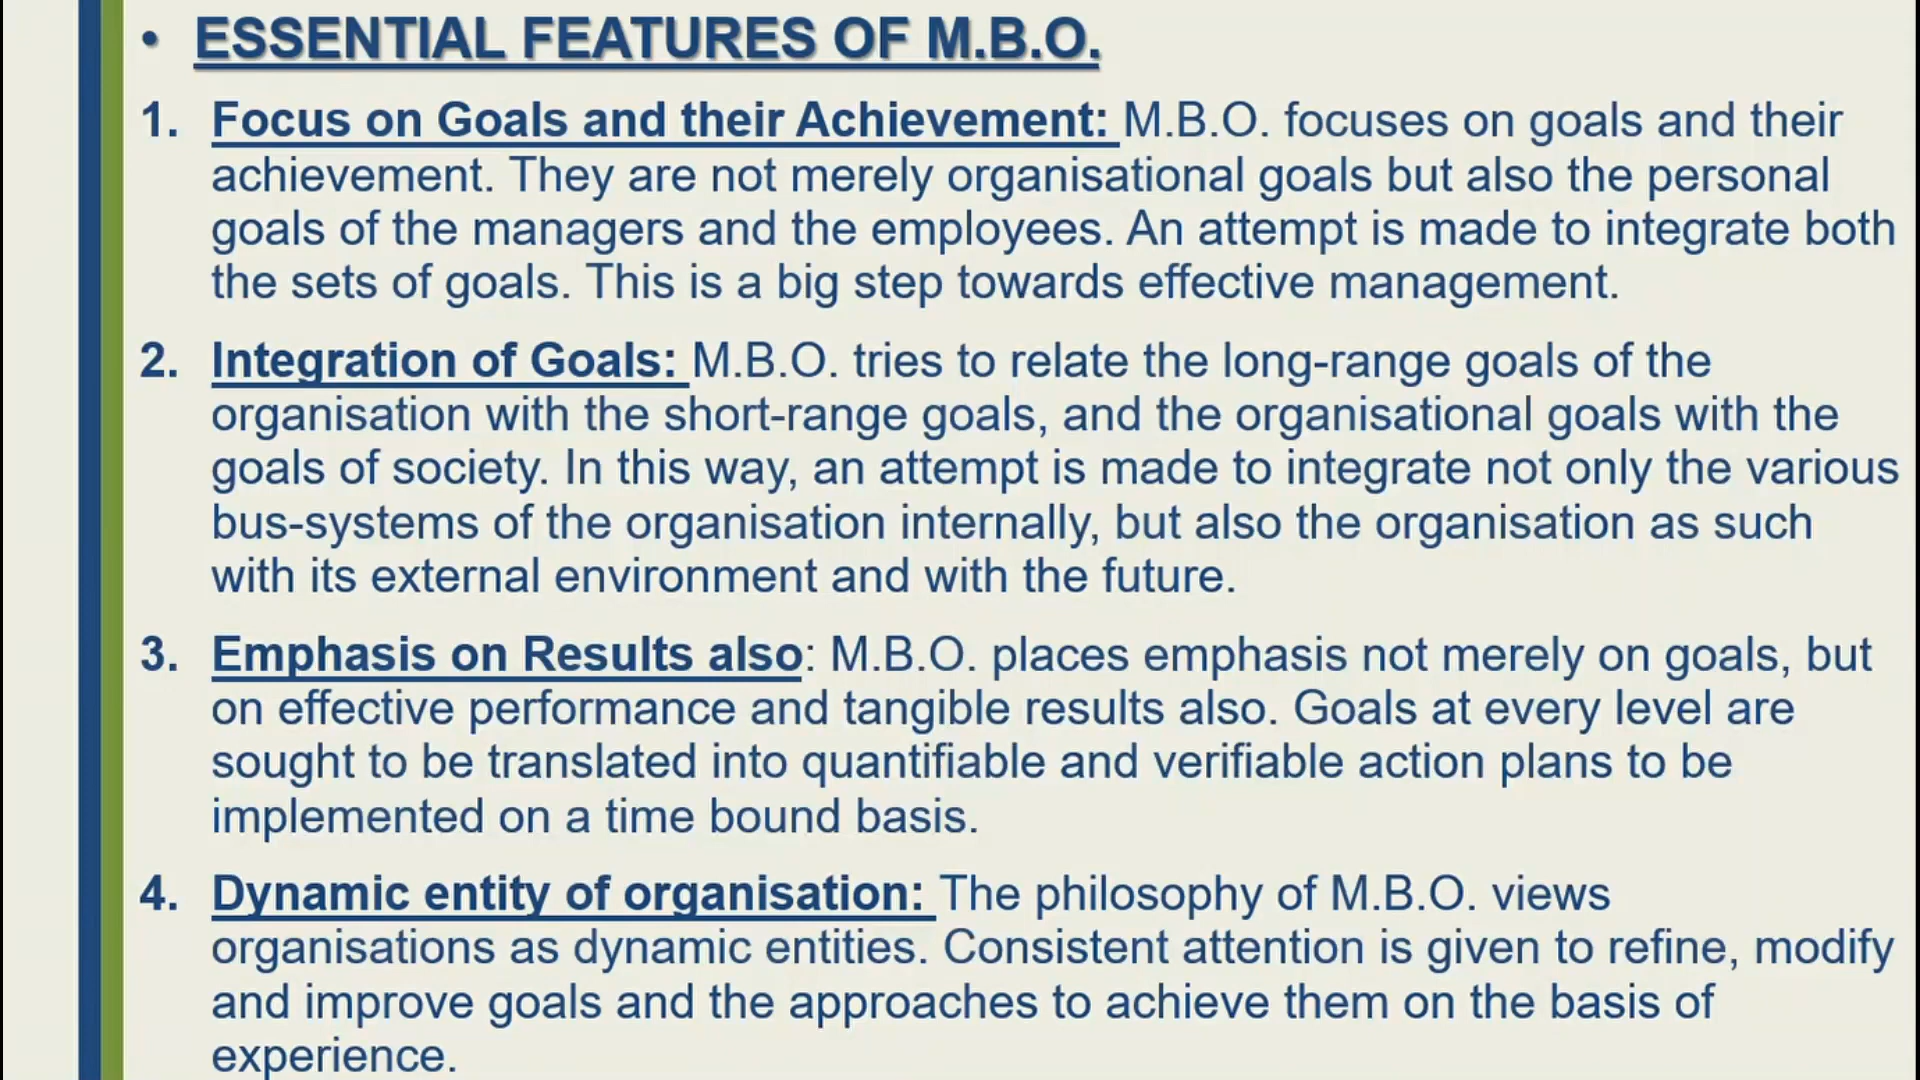 • ESSENTIAL FEATURES OF M.B.O.
1. Focus on Goals and their Achievement: M.B.O. focuses on goals and their
achievement. They are not merely organisational goals but also the personal
goals of the managers and the employees. An attempt is made to integrate both
the sets of goals. This is a big step towards effective management.
2. Integration of Goals: M.B.O. tries to relate the long-range goals of the
organisation with the short-range goals, and the organisational goals with the
goals of society. In this way, an attempt is made to integrate not only the various
bus-systems of the organisation internally, but also the organisation as such
with its external environment and with the future.
3. Emphasis on Results also: M.B.O. places emphasis not merely on goals, but
on effective performance and tangible results also. Goals at every level are
sought to be translated into quantifiable and verifiable action plans to be
implemented on a time bound basis.
4. Dynamic entity of organisation: The philosophy of M.B.O. views
organisations as dynamic entities. Consistent attention is given to refine, modify
and improve goals and the approaches to achieve them on the basis of
experience.